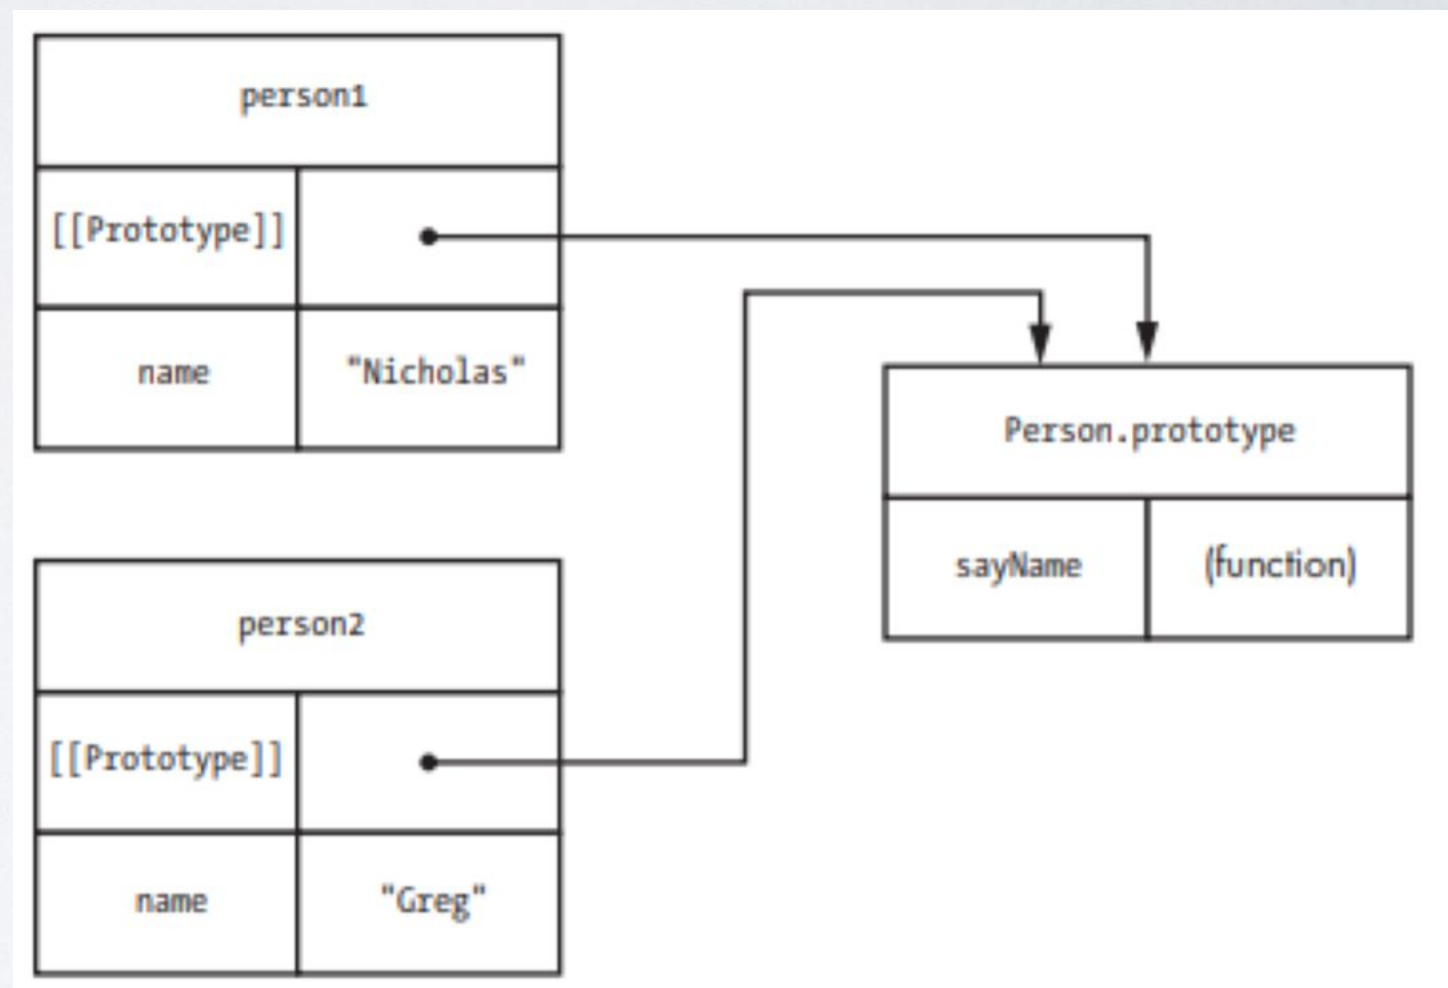 person1
[[Prototype]]
name "Nicholas"
Person.prototype
sayName (function)
person2
[[Prototype]]
name "Greg"